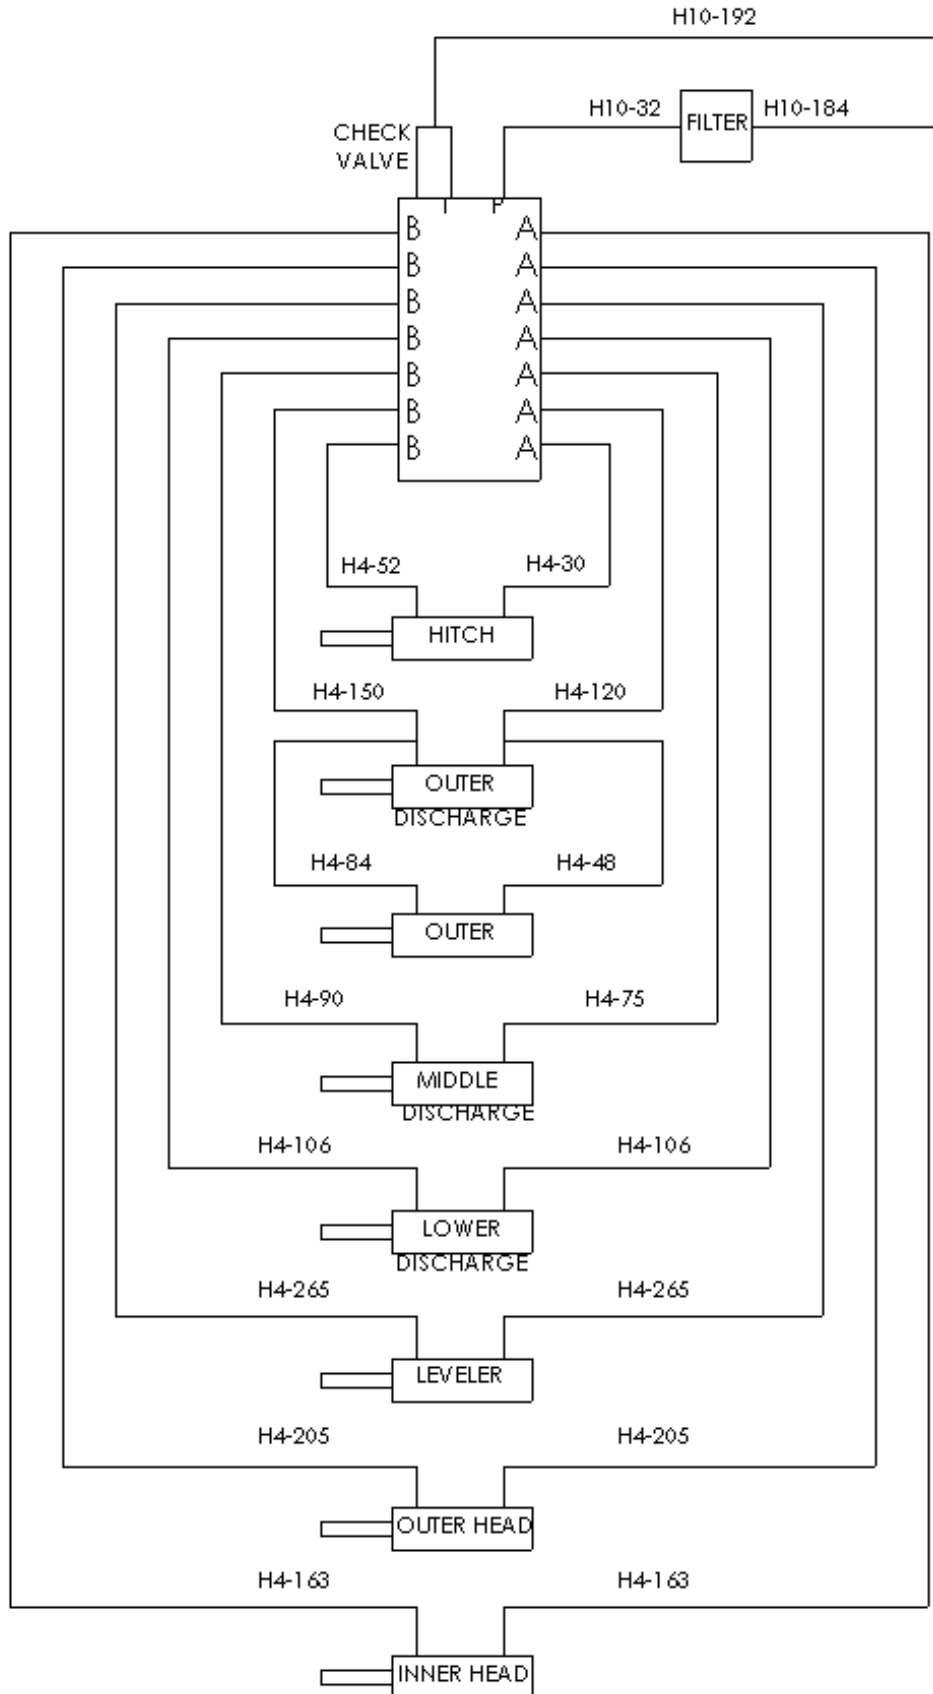 H10-192
H10-32
FILTER
H10-184
CHECK
VALVE
T P
B A
B A
B A
B A
B A
B A
B A
H4-52
H4-30
HITCH
H4-150
H4-120
OUTER
DISCHARGE
H4-84
H4-48
OUTER
H4-90
H4-75
MIDDLE
DISCHARGE
H4-106
H4-106
LOWER
DISCHARGE
H4-265
H4-265
LEVELER
H4-205
H4-205
OUTER HEAD
H4-163
H4-163
INNER HEAD